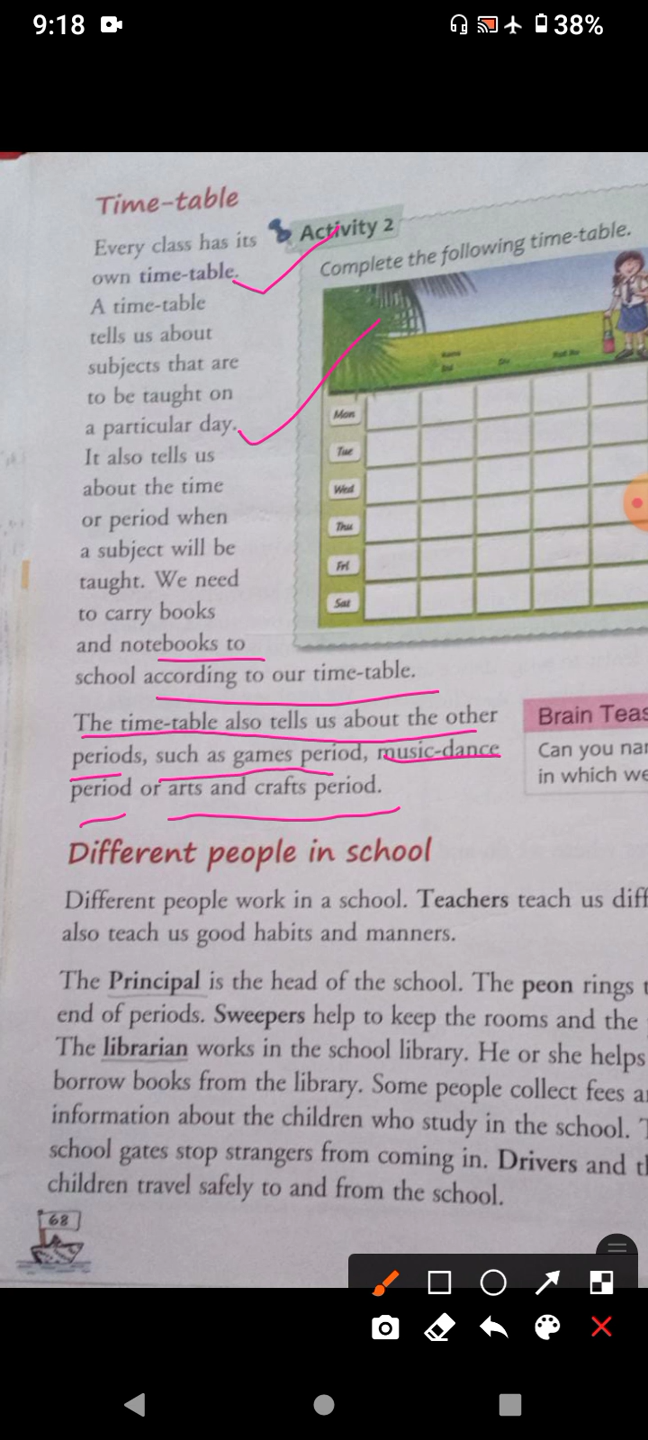 9:18
38%
Time-table
Every class has its
own time-table.
A time-table
tells us about
subjects that are
to be taught on
a particular day.
It also tells us
about the time
or period when
a subject will be
taught. We need
to carry books
and notebooks to
school according to our time-table.
The time-table also tells us about the other
periods, such as games period, music-dance
period or arts and crafts period.
Activity 2
Complete the following time-table.
Mon
Tue
Wed
Thu
Fri
Sat
Brain Teas
Can you nar
in which we
Different people in school
Different people work in a school. Teachers teach us diff
also teach us good habits and manners.
The Principal is the head of the school. The peon rings t
end of periods. Sweepers help to keep the rooms and the
The librarian works in the school library. He or she helps
borrow books from the library. Some people collect fees a
information about the children who study in the school. T
school gates stop strangers from coming in. Drivers and th
children travel safely to and from the school.
68